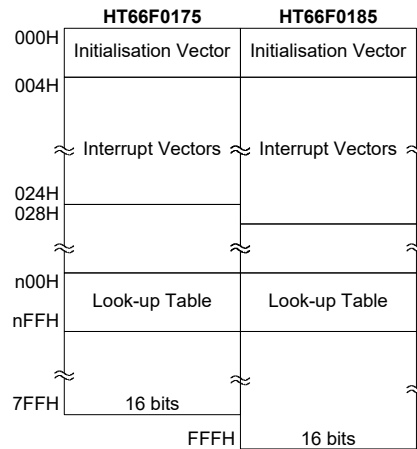 HT66F0175 HT66F0185
000H Initialisation Vector Initialisation Vector
004H
Interrupt Vectors Interrupt Vectors
024H
028H
n00H
Look-up Table Look-up Table
nFFH
7FFH 16 bits
FFFH 16 bits